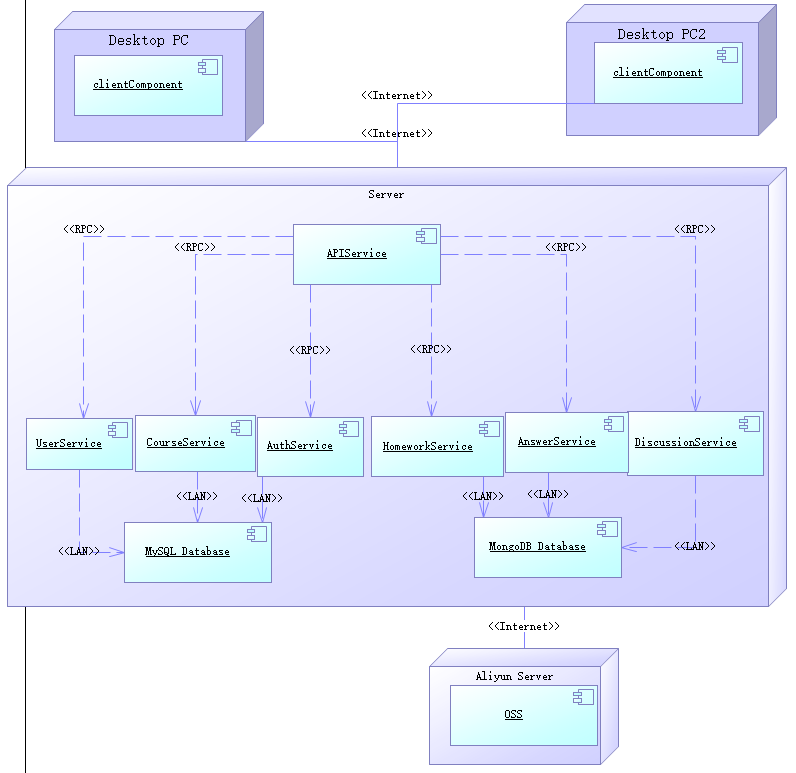 Desktop PC
clientComponent
Desktop PC2
clientComponent
<<Internet>>
<<Internet>>
Server
<<RPC>>
<<RPC>>
APIService
<<RPC>>
<<RPC>>
<<RPC>>
<<RPC>>
UserService
CourseService
AuthService
HomeworkService
AnswerService
DiscussionService
<<LAN>>
<<LAN>>
<<LAN>>
<<LAN>>
<<LAN>>
MySQL Database
MongoDB Database
<<LAN>>
<<Internet>>
Aliyun Server
OSS